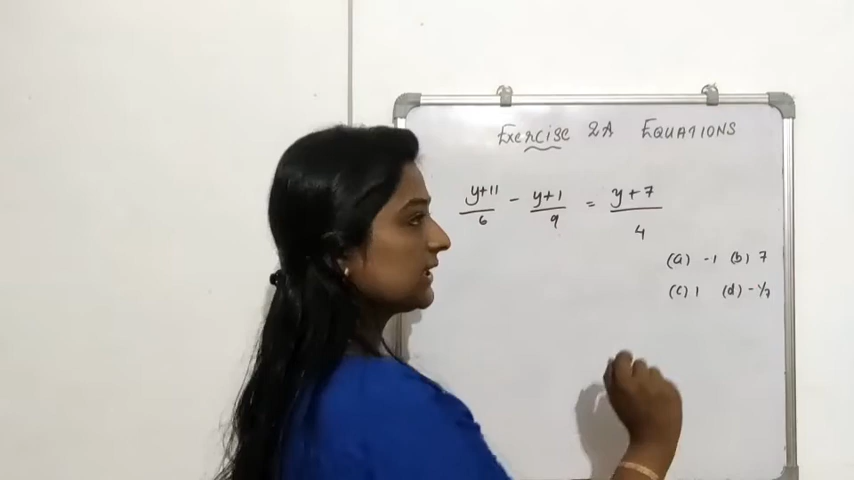 Exercise 2A EQUATIONS
y+11/6 - y+1/9 = y+7/4
(a) -1 (b) 7
(c) 1 (d) -1/7